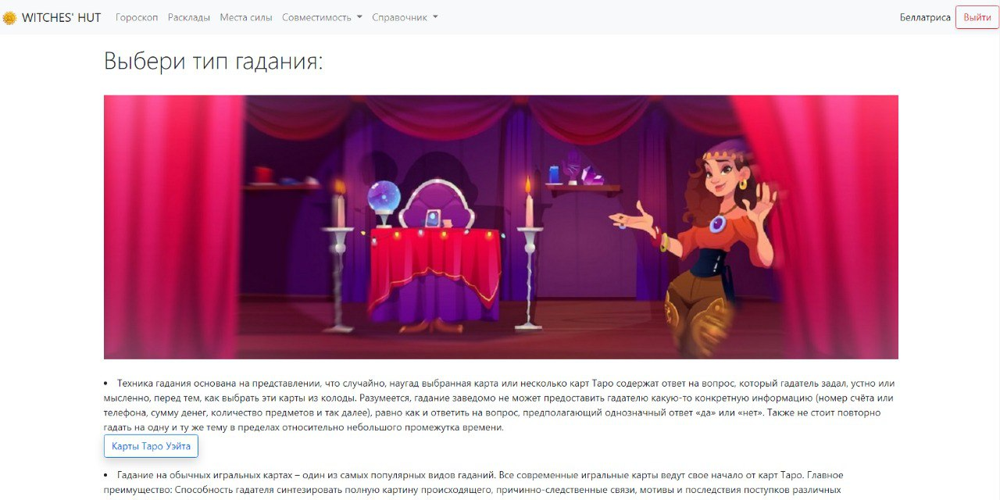 WITCHES' HUT Гороскоп Расклады Места силы Совместимость Справочник Беллатриса Выйти
Выбери тип гадания:
• Техника гадания основана на представлении, что случайно, наугад выбранная карта или несколько карт Таро содержат ответ на вопрос, который гадатель задал, устно или
мысленно, перед тем, как выбрать эти карты из колоды. Разумеется, гадание заведомо не может предоставить гадателю какую-то конкретную информацию (номер счёта или
телефона, сумму денег, количество предметов и так далее), равно как и ответить на вопрос, предполагающий однозначный ответ «да» или «нет». Также не стоит повторно
гадать на одну и ту же тему в пределах относительно небольшого промежутка времени.
Карты Таро Уэйта
• Гадание на обычных игральных картах – один из самых популярных видов гаданий. Все современные игральные карты ведут свое начало от карт Таро. Главное
преимущество: Способность гадателя синтезировать полную картину происходящего, причинно-следственные связи, мотивы и последствия поступков различных